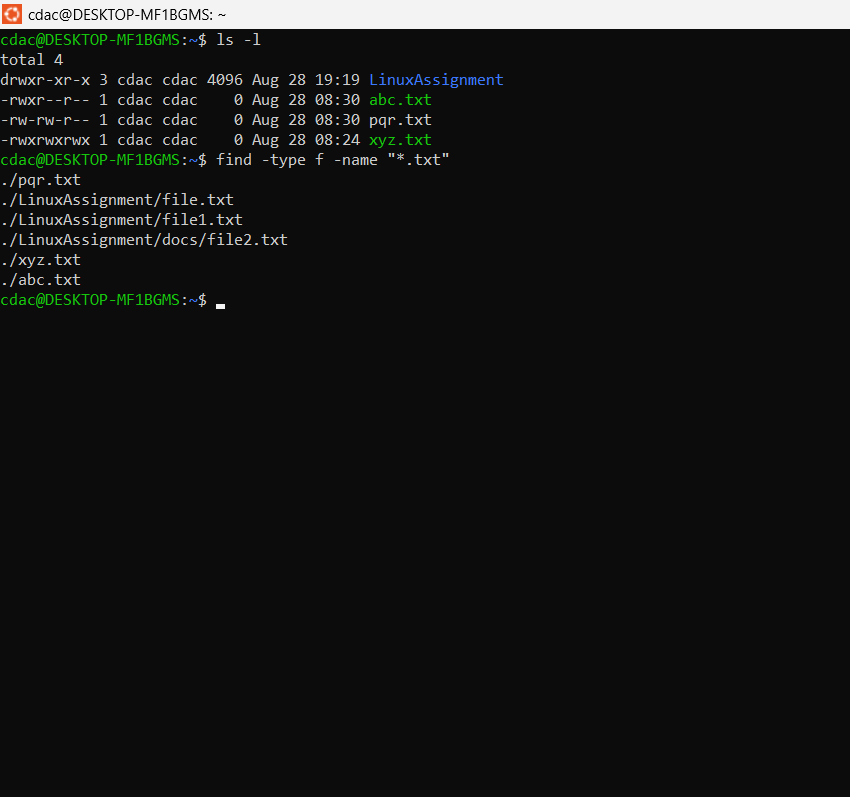 cdac@DESKTOP-MF1BGMS: ~
cdac@DESKTOP-MF1BGMS:~$ ls -l
total 4
drwxr-xr-x 3 cdac cdac 4096 Aug 28 19:19 LinuxAssignment
-rwxr--r-- 1 cdac cdac    0 Aug 28 08:30 abc.txt
-rw-rw-r-- 1 cdac cdac    0 Aug 28 08:30 pqr.txt
-rwxrwxrwx 1 cdac cdac    0 Aug 28 08:24 xyz.txt
cdac@DESKTOP-MF1BGMS:~$ find -type f -name "*.txt"
./pqr.txt
./LinuxAssignment/file.txt
./LinuxAssignment/file1.txt
./LinuxAssignment/docs/file2.txt
./xyz.txt
./abc.txt
cdac@DESKTOP-MF1BGMS:~$